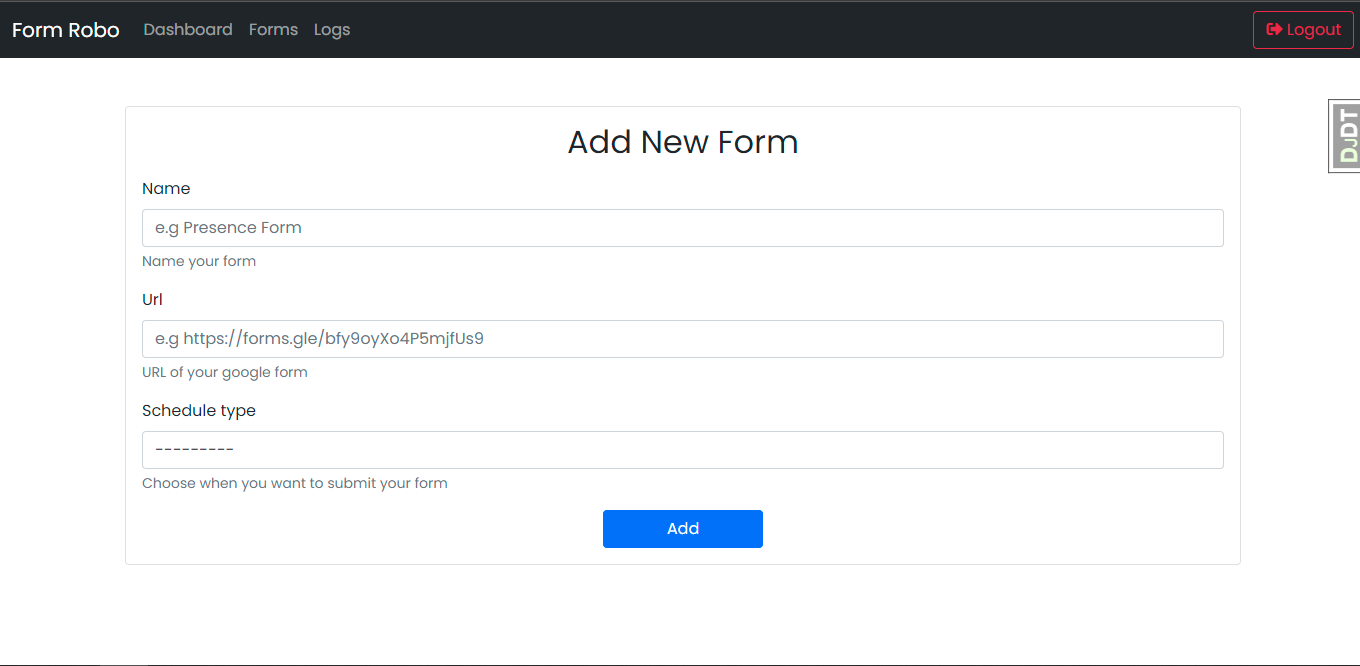 Form Robo Dashboard Forms Logs Logout
DJDT
Add New Form
Name
e.g Presence Form
Name your form
Url
e.g https://forms.gle/bfy9oyXo4P5mjfUs9
URL of your google form
Schedule type
---------
Choose when you want to submit your form
Add